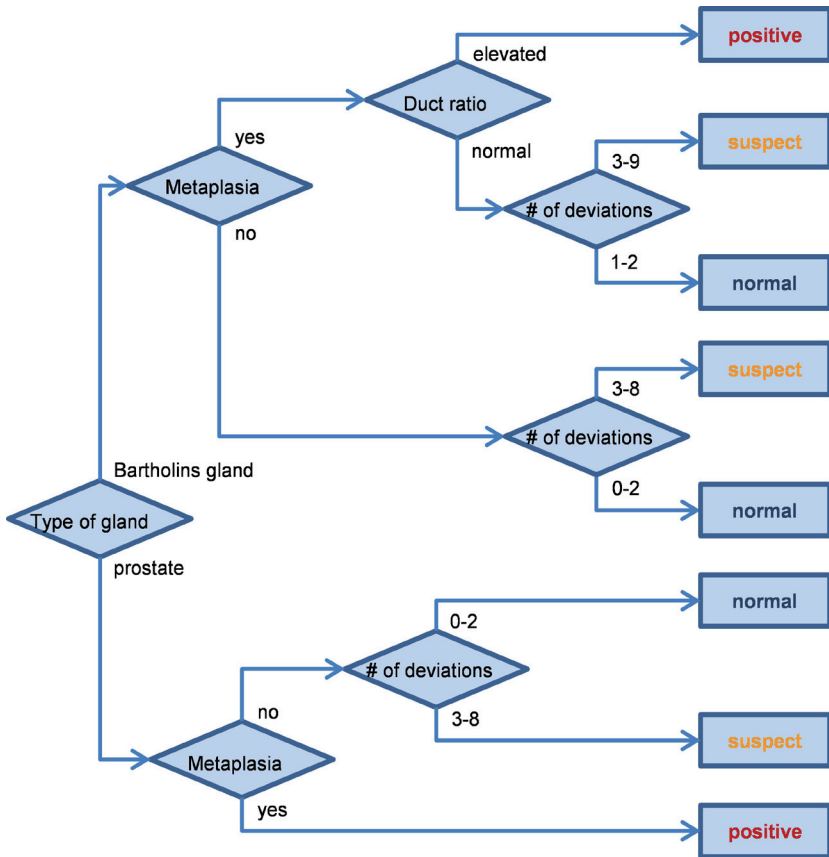 positive
elevated
Duct ratio
yes
normal
suspect
3-9
Metaplasia
# of deviations
no
1-2
normal
suspect
3-8
# of deviations
Bartholins gland
0-2
Type of gland
normal
prostate
normal
0-2
# of deviations
no
3-8
suspect
Metaplasia
yes
positive